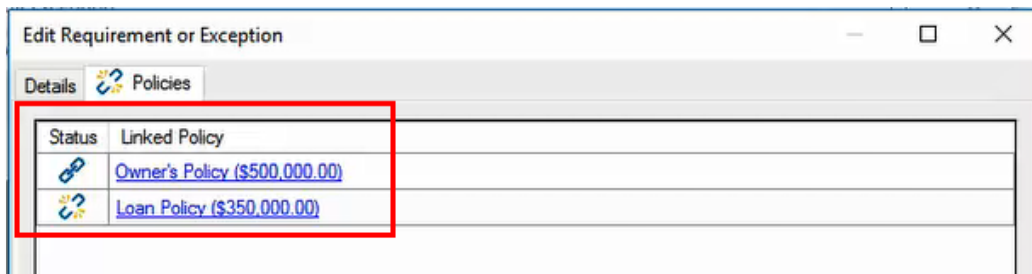 Edit Requirement or Exception
Details Policies
Status Linked Policy
Owner's Policy ($500,000.00)
Loan Policy ($350,000.00)